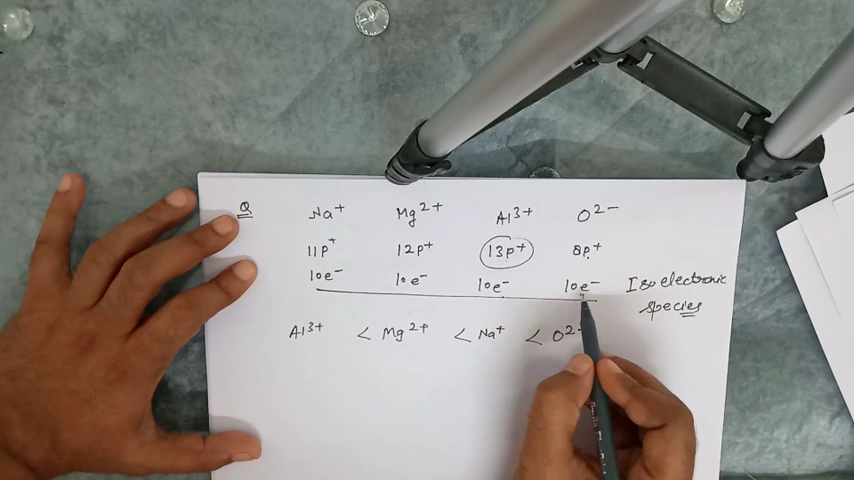 Q Na⁺ Mg²⁺ Al³⁺ O²⁻
11p⁺ 12p⁺ 13p⁺ 8p⁺
10e⁻ 10e⁻ 10e⁻ 10e⁻ Isoelectronic
species
Al³⁺ < Mg²⁺ < Na⁺ < O²⁻